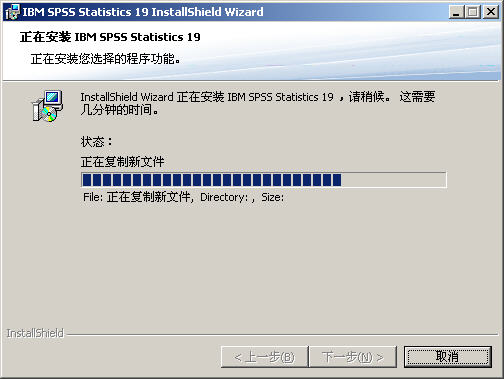 IBM SPSS Statistics 19 InstallShield Wizard
正在安装 IBM SPSS Statistics 19
正在安装您选择的程序功能。
InstallShield Wizard 正在安装 IBM SPSS Statistics 19 ，请稍候。 这需要
几分钟的时间。
状态：
正在复制新文件
File: 正在复制新文件, Directory: , Size:
InstallShield
< 上一步(B) 下一步(N) > 取消